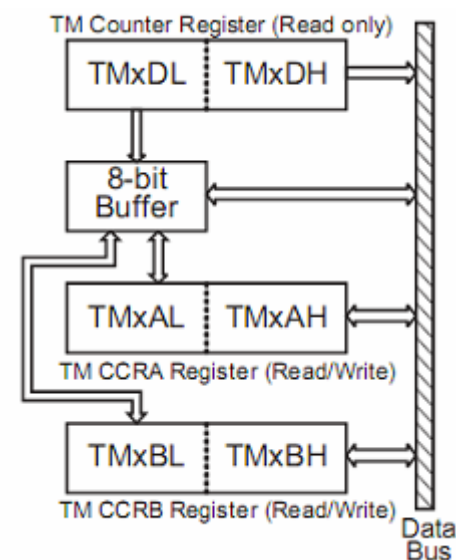 TM Counter Register (Read only)
TMxDL TMxDH
8-bit
Buffer
TMxAL TMxAH
TM CCRA Register (Read/Write)
TMxBL TMxBH
TM CCRB Register (Read/Write)
Data
Bus